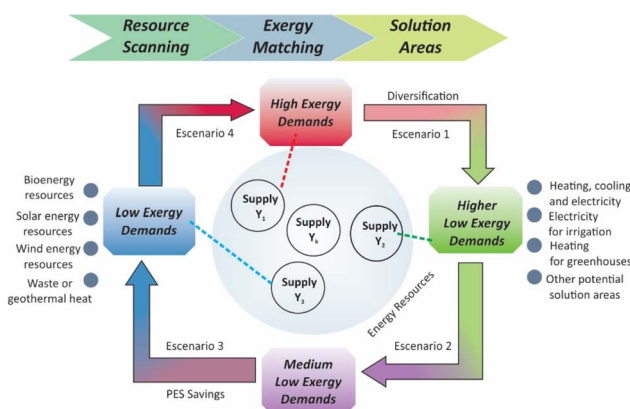 Resource
Scanning
Exergy
Matching
Solution
Areas
High Exergy
Demands
Diversification
Escenario 4
Escenario 1
Bioenergy
resources
Solar energy
resources
Wind energy
resources
Waste or
geothermal heat
Low Exergy
Demands
Supply
Y1
Supply
Yk
Supply
Y2
Supply
Y3
Higher
Low Exergy
Demands
Heating, cooling
and electricity
Electricity
for irrigation
Heating
for greenhouses
Other potential
solution areas
Energy Resources
Escenario 3
Escenario 2
PES Savings
Medium
Low Exergy
Demands